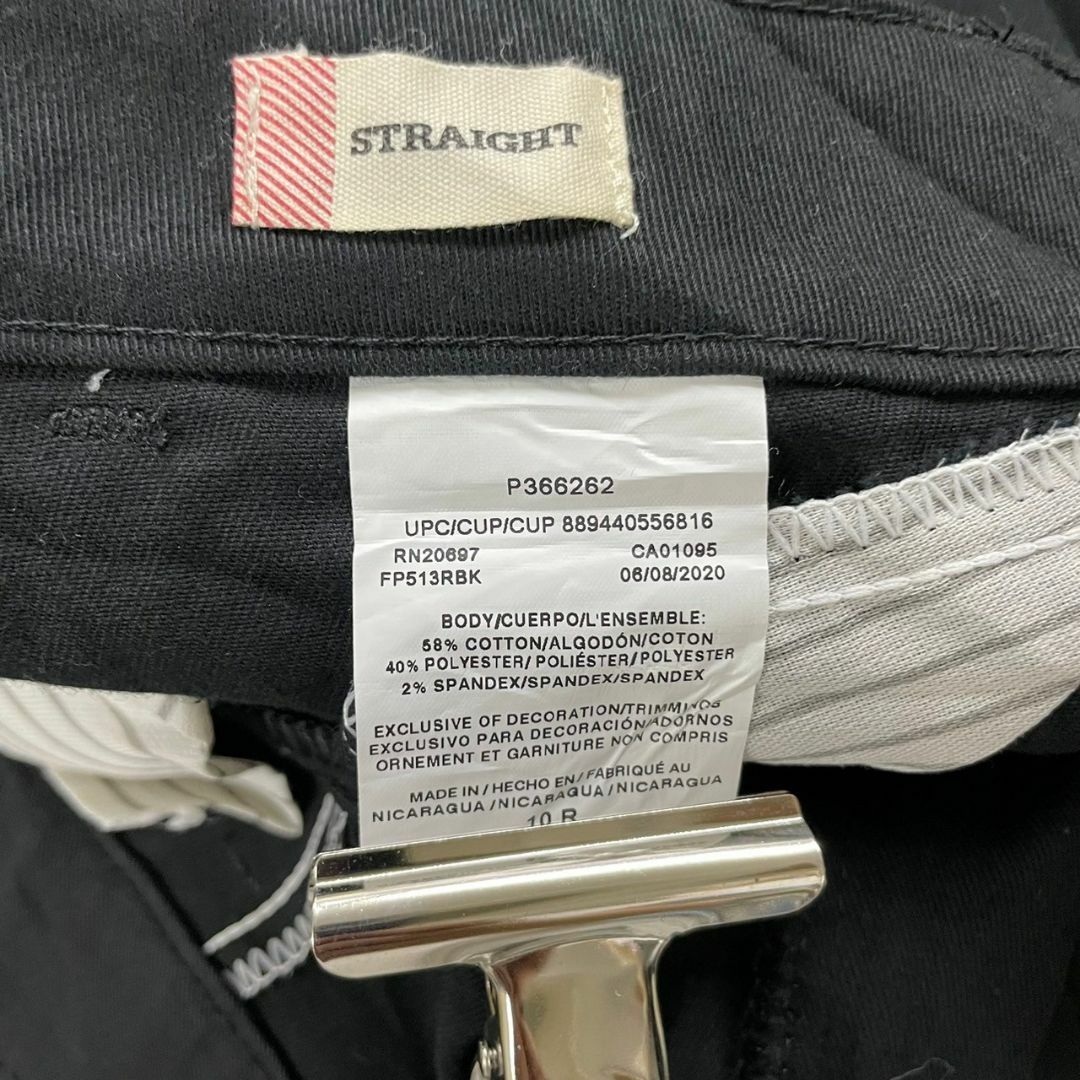 STRAIGHT
P366262
UPC/CUP/CUP 889440556816
RN20697 CA01095
FP513RBK 06/08/2020
BODY/CUERPO/L'ENSEMBLE:
58% COTTON/ALGODÓN/COTON
40% POLYESTER/ POLIÉSTER/POLYESTER
2% SPANDEX/SPANDEX/SPANDEX
EXCLUSIVE OF DECORATION/TRIMMINGS
EXCLUSIVO PARA DECORACIÓN/ADORNOS
ORNEMENT ET GARNITURE NON COMPRIS
MADE IN / HECHO EN / FABRIQUÉ AU
NICARAGUA / NICARAGUA / NICARAGUA
10 R